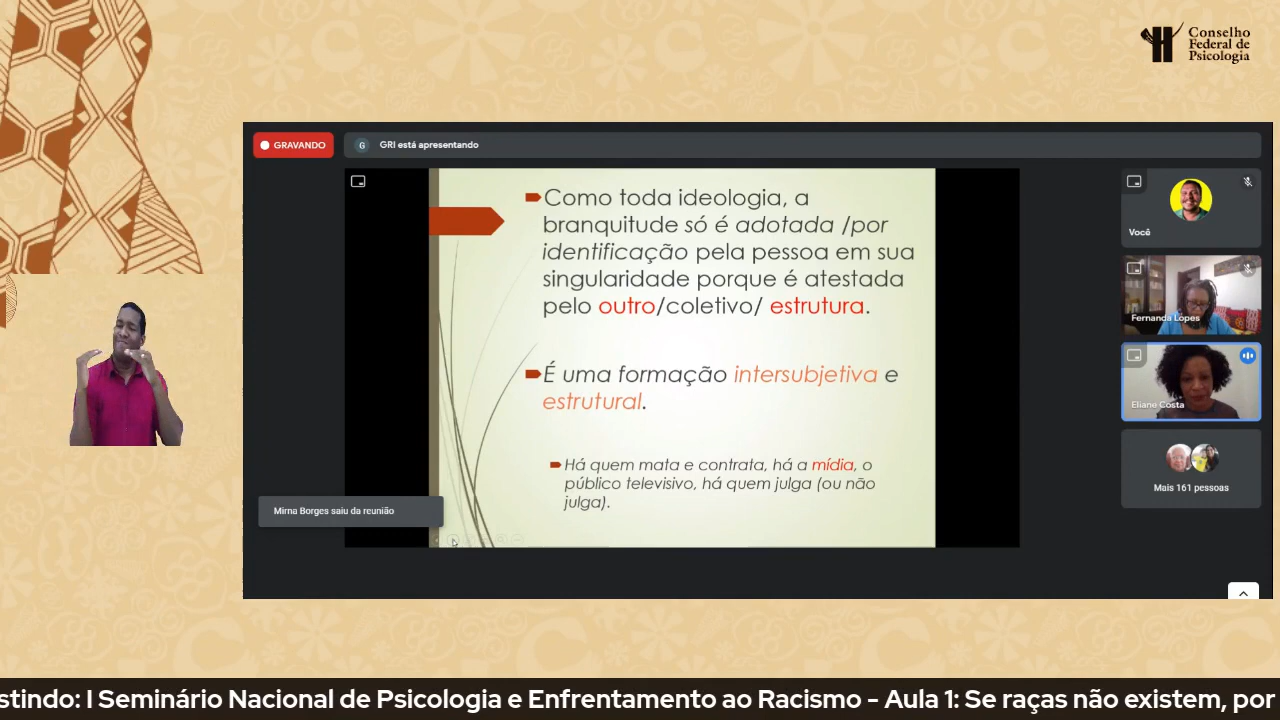 Conselho
Federal de
Psicologia
GRAVANDO
G
GRI está apresentando
Como toda ideologia, a
branquitude só é adotada /por
identificação pela pessoa em sua
singularidade porque é atestada
pelo outro/coletivo/ estrutura.
É uma formação intersubjetiva e
estrutural.
Há quem mata e contrata, há a mídia, o
público televisivo, há quem julga (ou não
julga).
Mirna Borges saiu da reunião
Você
Fernanda Lopes
Eliane Costa
Mais 161 pessoas
stindo: I Seminário Nacional de Psicologia e Enfrentamento ao Racismo - Aula 1: Se raças não existem, por